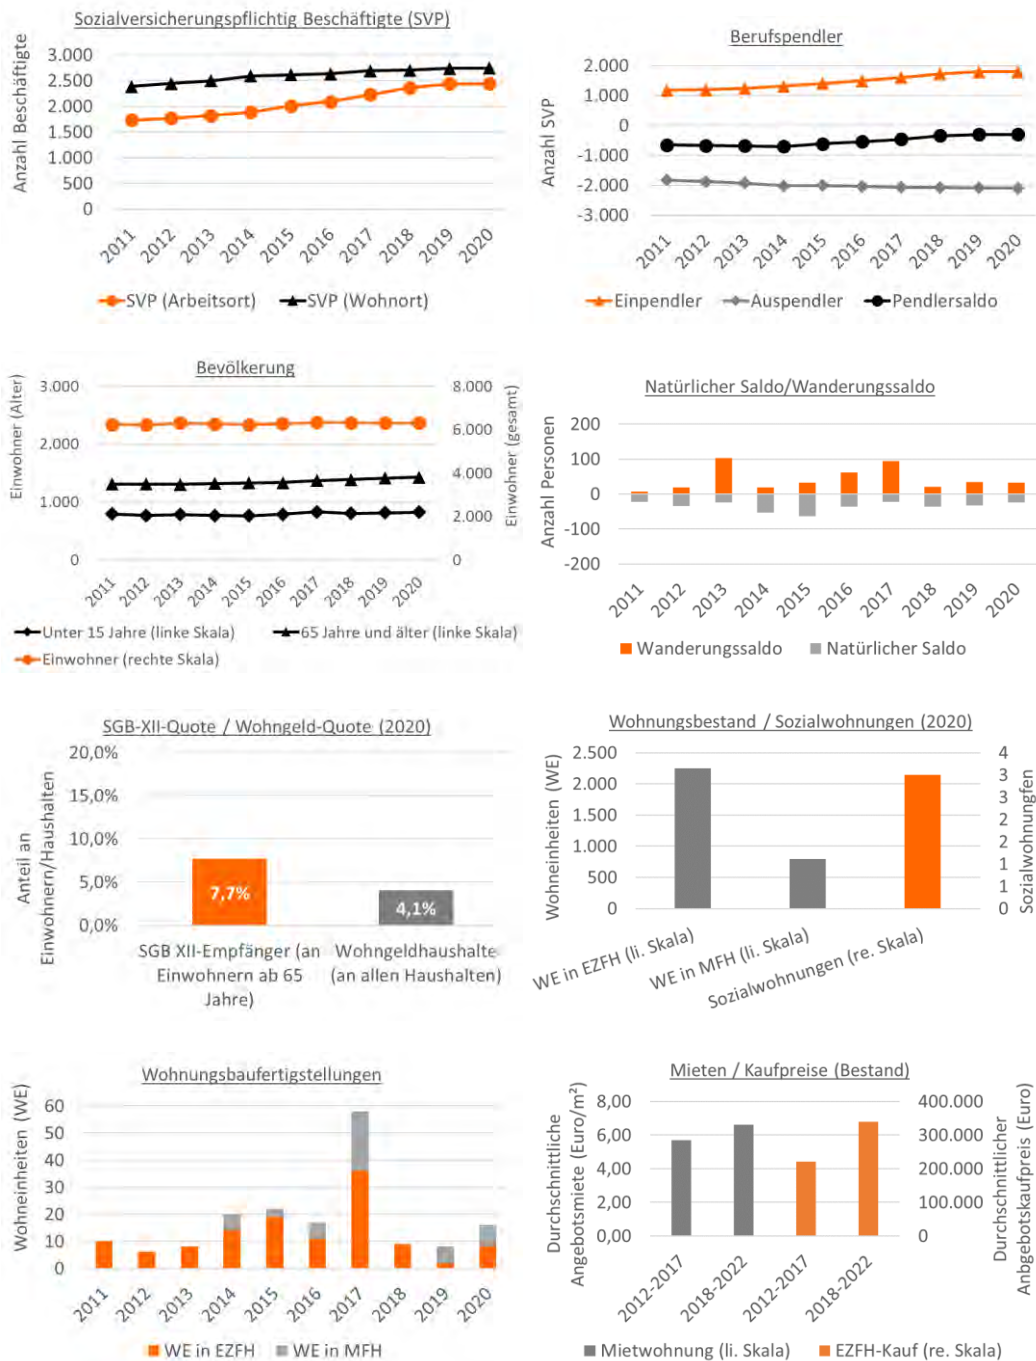 Sozialversicherungspflichtig Beschäftigte (SVP)
Anzahl Beschäftigte
3.000
2.500
2.000
1.500
1.000
500
0
2011 2012 2013 2014 2015 2016 2017 2018 2019 2020
SVP (Arbeitsort) SVP (Wohnort)
Berufspendler
Anzahl SVP
2.000
1.000
0
-1.000
-2.000
-3.000
2011 2012 2013 2014 2015 2016 2017 2018 2019 2020
Einpendler Auspendler Pendlersaldo
Bevölkerung
Einwohner (Alter)
3.000
2.000
1.000
0
Einwohner (gesamt)
8.000
6.000
4.000
2.000
0
2011 2012 2013 2014 2015 2016 2017 2018 2019 2020
Unter 15 Jahre (linke Skala) 65 Jahre und älter (linke Skala)
Einwohner (rechte Skala)
Natürlicher Saldo/Wanderungssaldo
Anzahl Personen
200
100
0
-100
-200
2011 2012 2013 2014 2015 2016 2017 2018 2019 2020
Wanderungssaldo Natürlicher Saldo
SGB-XII-Quote / Wohngeld-Quote (2020)
Anteil an
Einwohnern/Haushalten
20,0%
15,0%
10,0%
5,0%
0,0%
7,7%
4,1%
SGB XII-Empfänger (an
Einwohnern ab 65
Jahre)
Wohngeldhaushalte
(an allen Haushalten)
Wohnungsbestand / Sozialwohnungen (2020)
Wohneinheiten (WE)
2.500
2.000
1.500
1.000
500
0
Sozialwohnungfen
4
3
3
2
2
1
1
0
WE in EZFH (li. Skala)
WE in MFH (li. Skala)
Sozialwohnungen (re. Skala)
Wohnungsbaufertigstellungen
Wohneinheiten (WE)
60
50
40
30
20
10
0
2011 2012 2013 2014 2015 2016 2017 2018 2019 2020
WE in EZFH WE in MFH
Mieten / Kaufpreise (Bestand)
Durchschnittliche
Angebotsmiete (Euro/m²)
8,00
6,00
4,00
2,00
0,00
Durchschnittlicher
Anbgebotskaufpreis (Euro)
400.000
300.000
200.000
100.000
0
2012-2017 2018-2022 2012-2017 2018-2022
Mietwohnung (li. Skala) EZFH-Kauf (re. Skala)